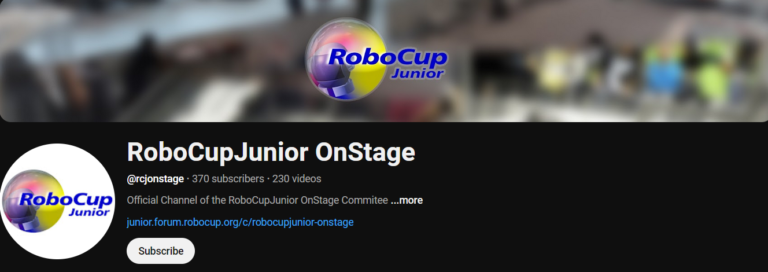 RoboCup
Junior
RoboCupJunior OnStage
RoboCup
Junior
@rcjonstage · 370 subscribers · 230 videos
Official Channel of the RoboCupJunior OnStage Commitee ...more
junior.forum.robocup.org/c/robocupjunior-onstage
Subscribe